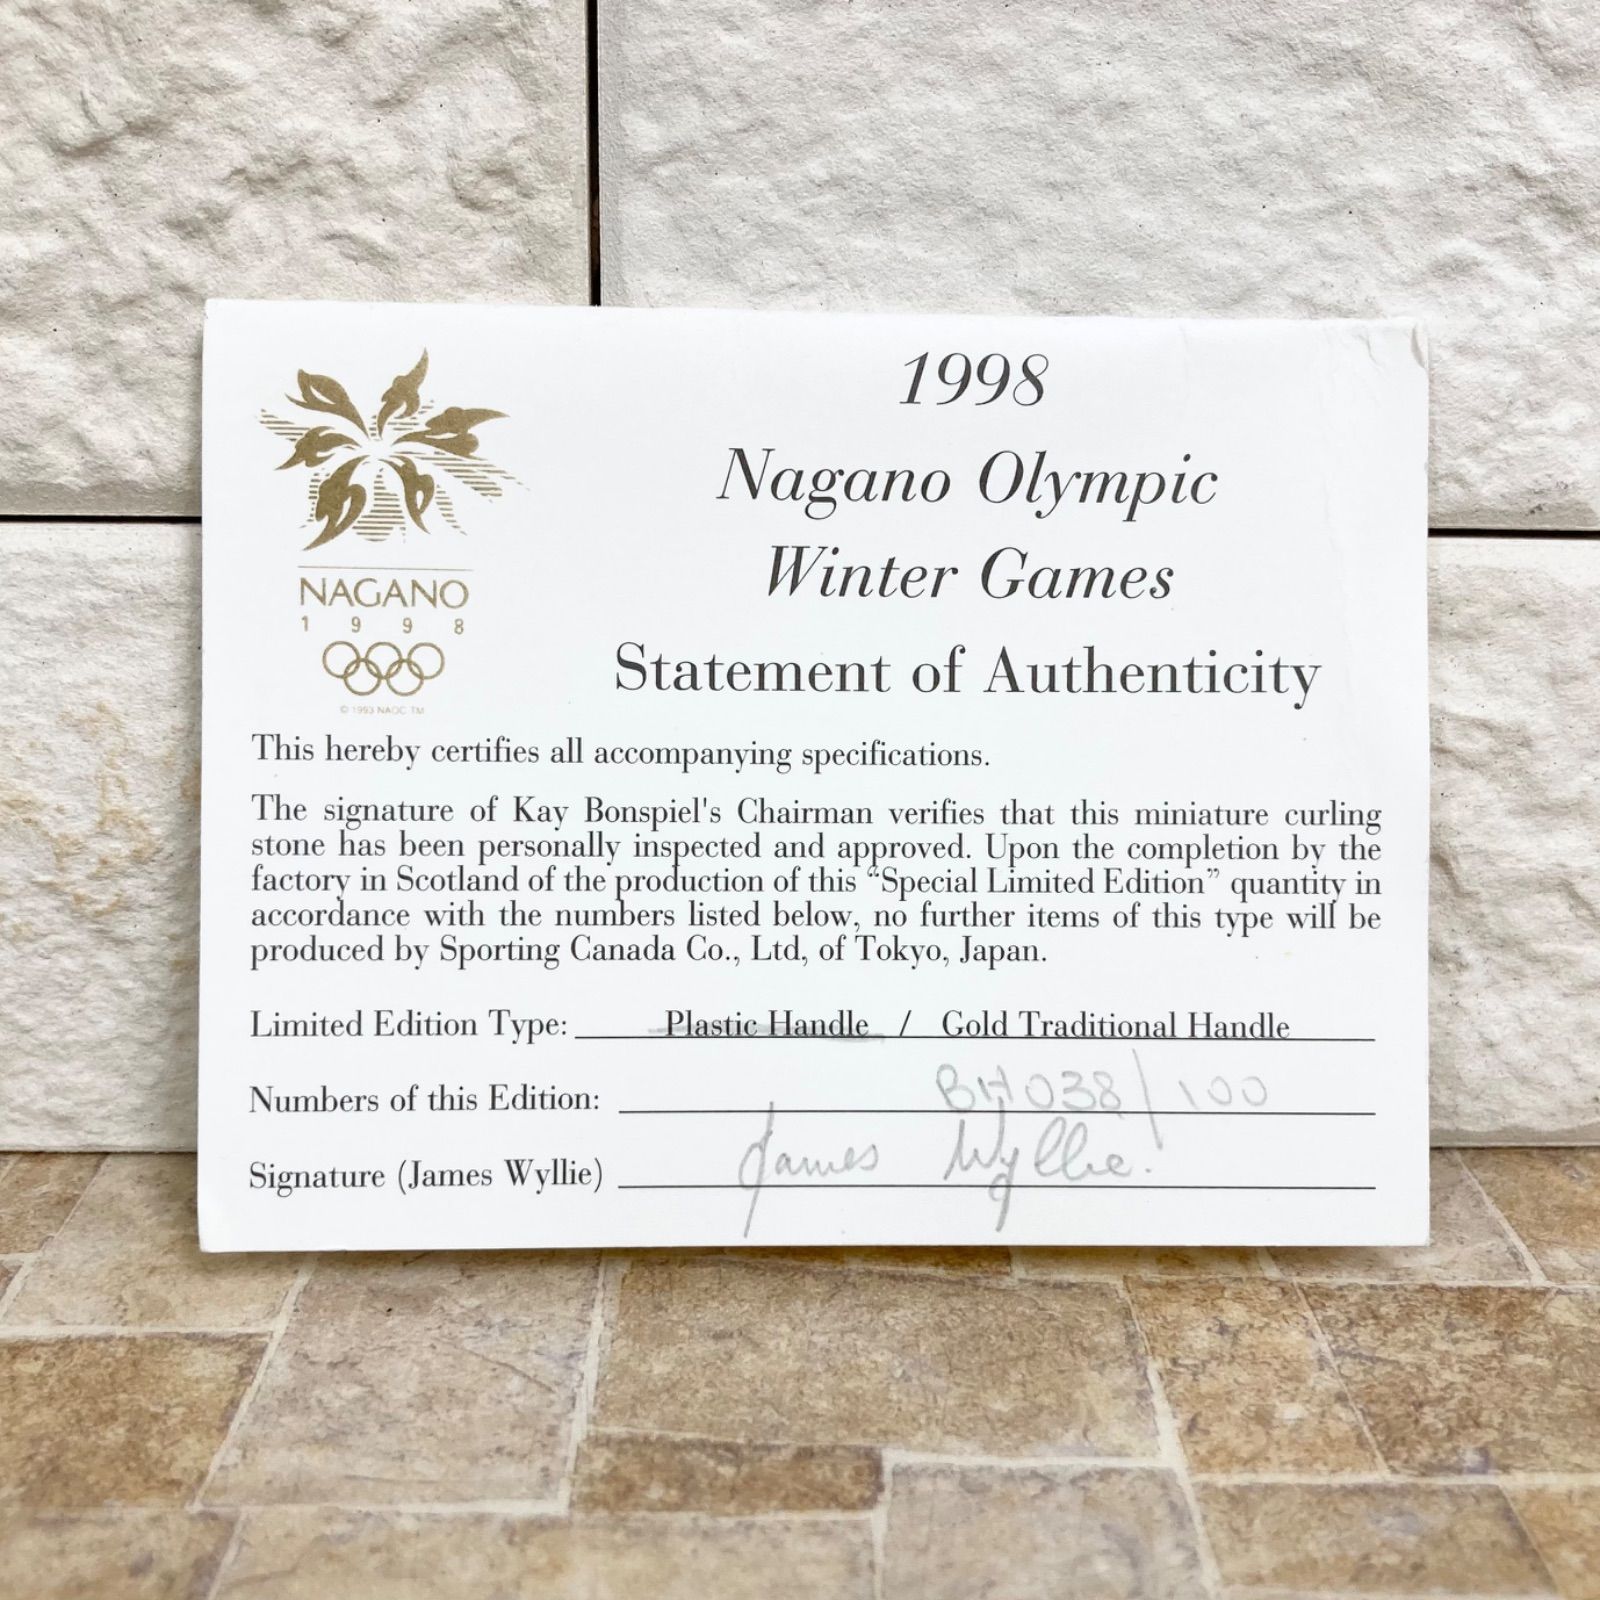 1998
Nagano Olympic
Winter Games
Statement of Authenticity
NAGANO
1998
© 1993 NAOC TM
This hereby certifies all accompanying specifications.
The signature of Kay Bonspiel's Chairman verifies that this miniature curling
stone has been personally inspected and approved. Upon the completion by the
factory in Scotland of the production of this “Special Limited Edition” quantity in
accordance with the numbers listed below, no further items of this type will be
produced by Sporting Canada Co., Ltd, of Tokyo, Japan.
Limited Edition Type: Plastic Handle / Gold Traditional Handle
Numbers of this Edition: BH038/100
Signature (James Wyllie) James Wyllie.